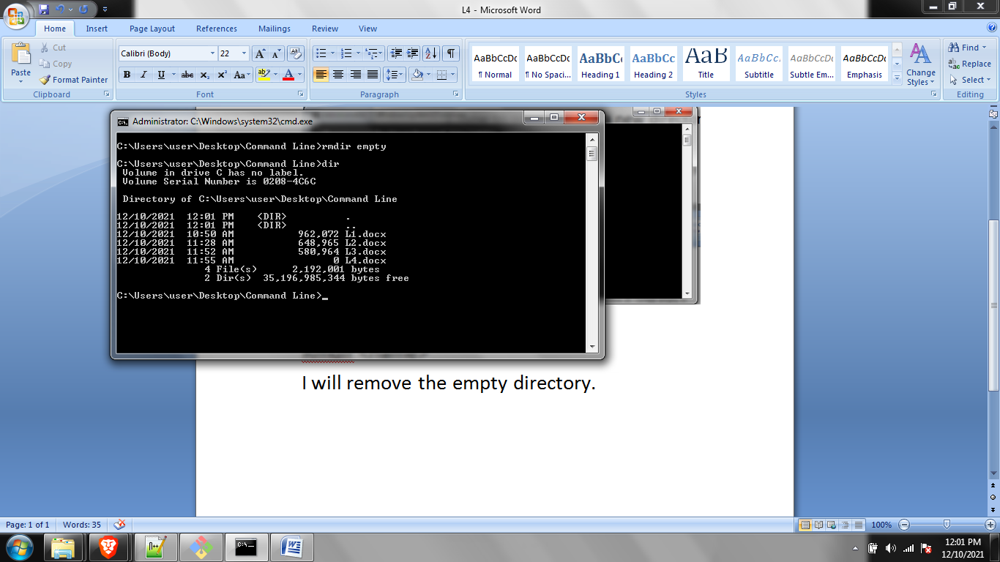 L4 - Microsoft Word
Home Insert Page Layout References Mailings Review View
Paste
Cut
Copy
Format Painter
Clipboard
Calibri (Body) 22
B I U abc x₂ x² Aa
Font
Paragraph
AaBbCcDc AaBbCcDc AaBbC AaBbCc AaB AaBbCc. AaBbCcDc AaBbCcDc
¶ Normal ¶ No Spaci... Heading 1 Heading 2 Title Subtitle Subtle Em... Emphasis
Change Styles
Styles
Find
Replace
Select
Editing
Administrator: C:\Windows\system32\cmd.exe
C:\Users\user\Desktop\Command Line>rmdir empty
C:\Users\user\Desktop\Command Line>dir
Volume in drive C has no label.
Volume Serial Number is 0208-4C6C
Directory of C:\Users\user\Desktop\Command Line
12/10/2021 12:01 PM <DIR> .
12/10/2021 12:01 PM <DIR> ..
12/10/2021 10:50 AM 962,072 L1.docx
12/10/2021 11:28 AM 648,965 L2.docx
12/10/2021 11:52 AM 580,964 L3.docx
12/10/2021 11:55 AM 0 L4.docx
4 File(s) 2,192,001 bytes
2 Dir(s) 35,196,985,344 bytes free
C:\Users\user\Desktop\Command Line>_
I will remove the empty directory.
Page: 1 of 1 Words: 35
100%
12:01 PM
12/10/2021